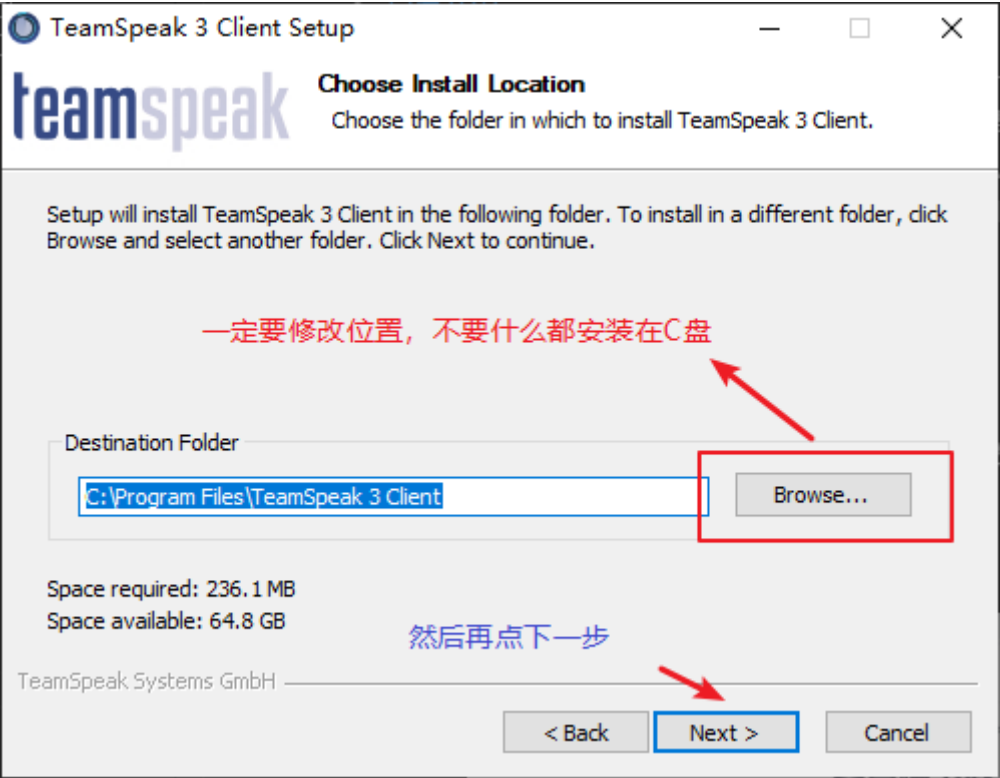 TeamSpeak 3 Client Setup
teamspeak
Choose Install Location
Choose the folder in which to install TeamSpeak 3 Client.
Setup will install TeamSpeak 3 Client in the following folder. To install in a different folder, click
Browse and select another folder. Click Next to continue.
一定要修改位置，不要什么都安装在C盘
Destination Folder
C:\Program Files\TeamSpeak 3 Client
Browse...
Space required: 236.1 MB
Space available: 64.8 GB
然后再点下一步
TeamSpeak Systems GmbH
< Back
Next >
Cancel